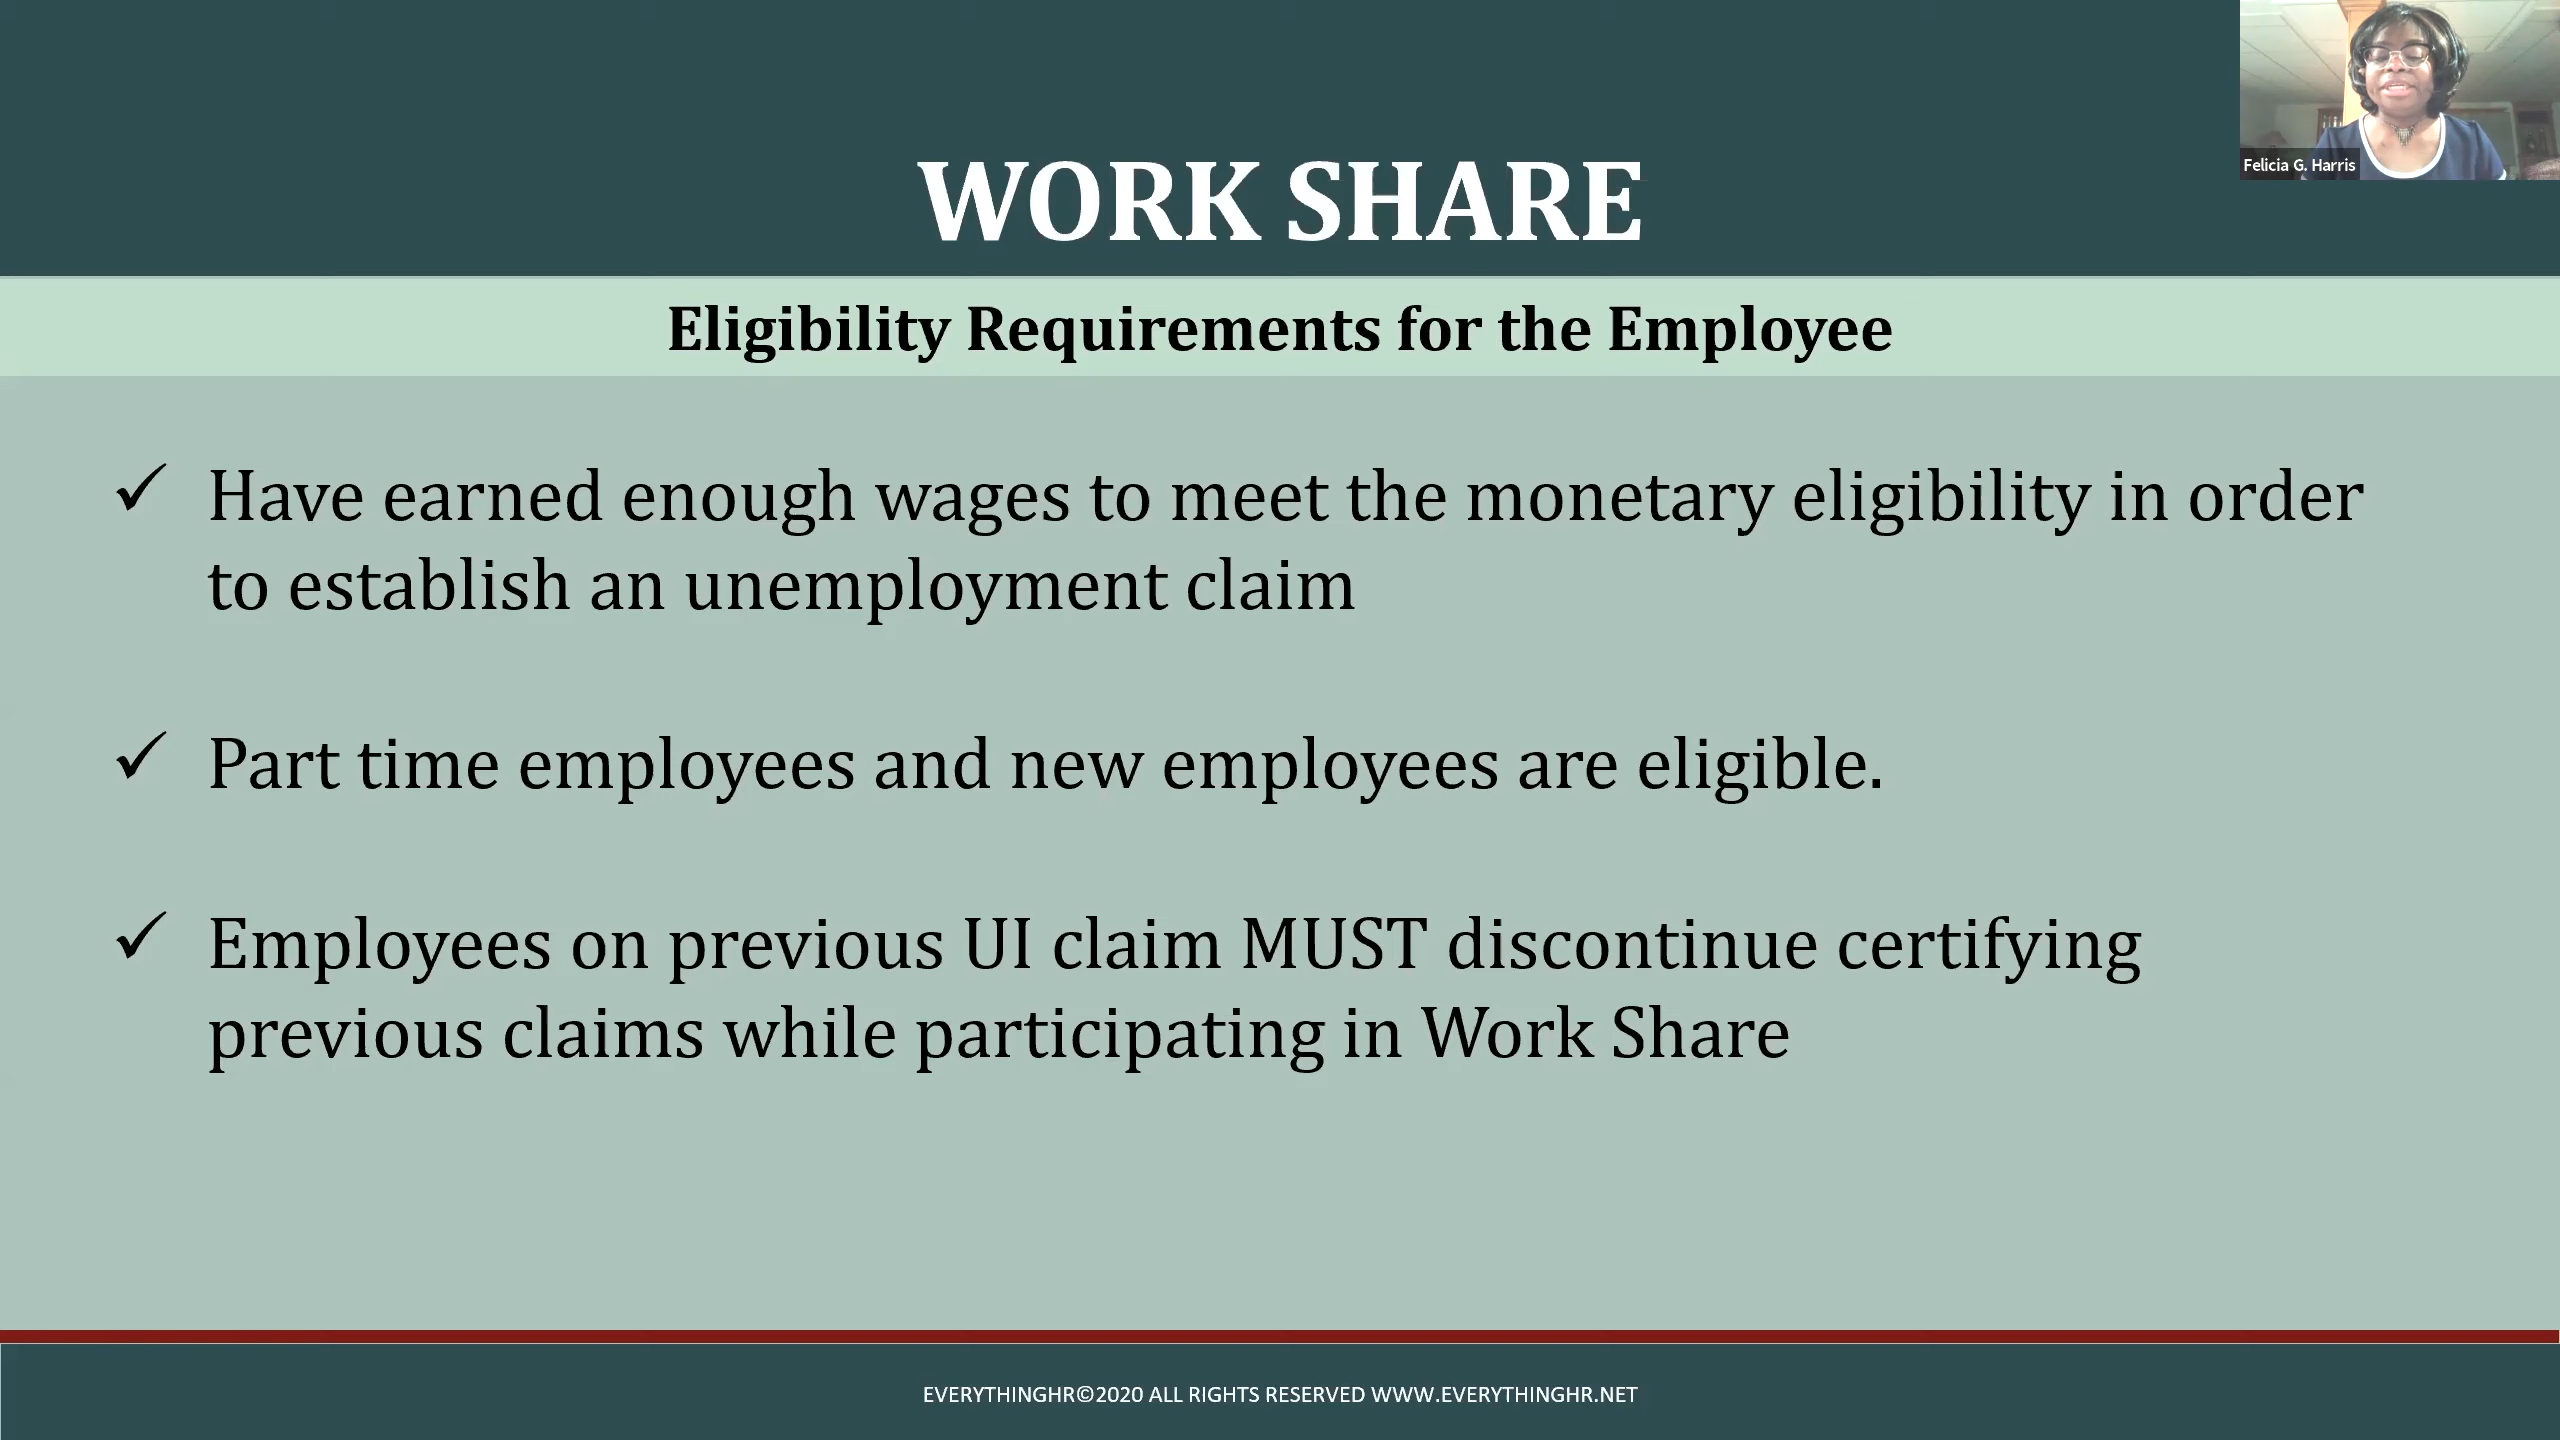 WORK SHARE
Felicia G. Harris
Eligibility Requirements for the Employee
✓ Have earned enough wages to meet the monetary eligibility in order
to establish an unemployment claim
✓ Part time employees and new employees are eligible.
✓ Employees on previous UI claim MUST discontinue certifying
previous claims while participating in Work Share
EVERYTHINGHR©2020 ALL RIGHTS RESERVED WWW.EVERYTHINGHR.NET